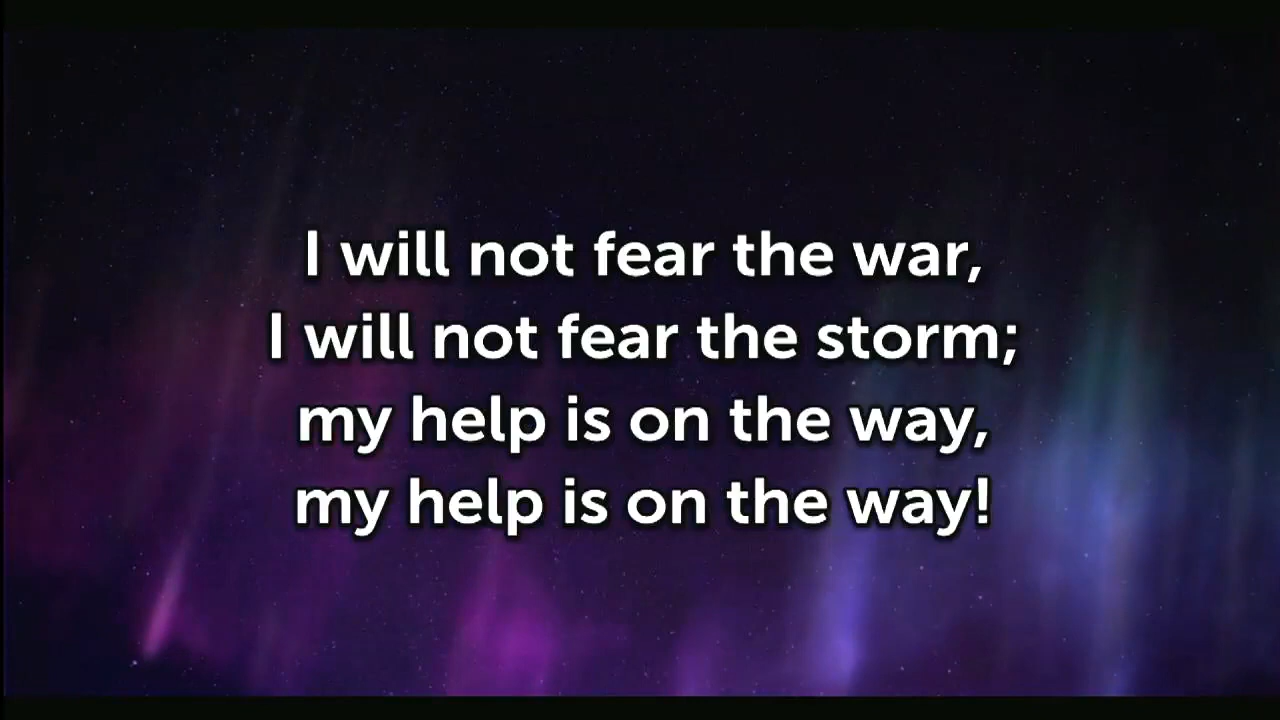 I will not fear the war,
I will not fear the storm;
my help is on the way,
my help is on the way!